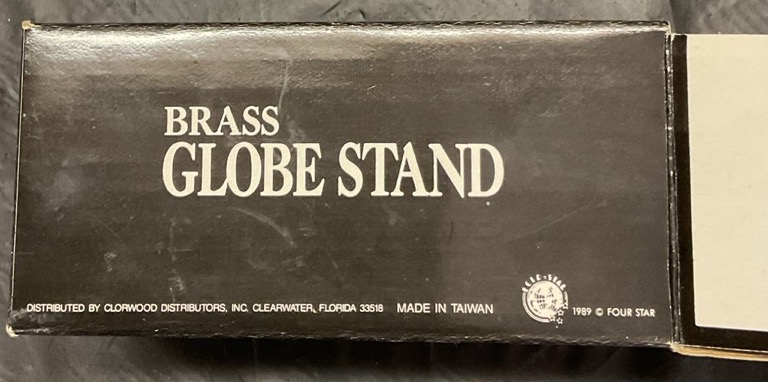 BRASS
GLOBE STAND
DISTRIBUTED BY CLORWOOD DISTRIBUTORS, INC. CLEARWATER, FLORIDA 33518 MADE IN TAIWAN
1989 © FOUR STAR